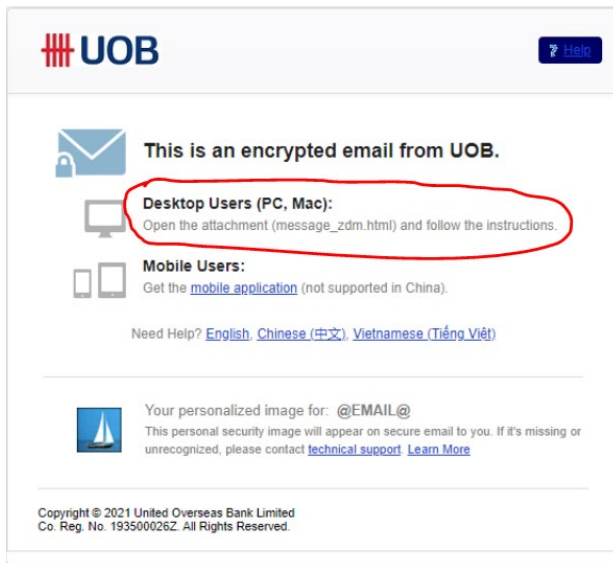 UOB
? Help
This is an encrypted email from UOB.
Desktop Users (PC, Mac):
Open the attachment (message_zdm.html) and follow the instructions.
Mobile Users:
Get the mobile application (not supported in China).
Need Help? English, Chinese (中文), Vietnamese (Tiếng Việt)
Your personalized image for: @EMAIL@
This personal security image will appear on secure email to you. If it's missing or
unrecognized, please contact technical support. Learn More
Copyright © 2021 United Overseas Bank Limited
Co. Reg. No. 193500026Z. All Rights Reserved.